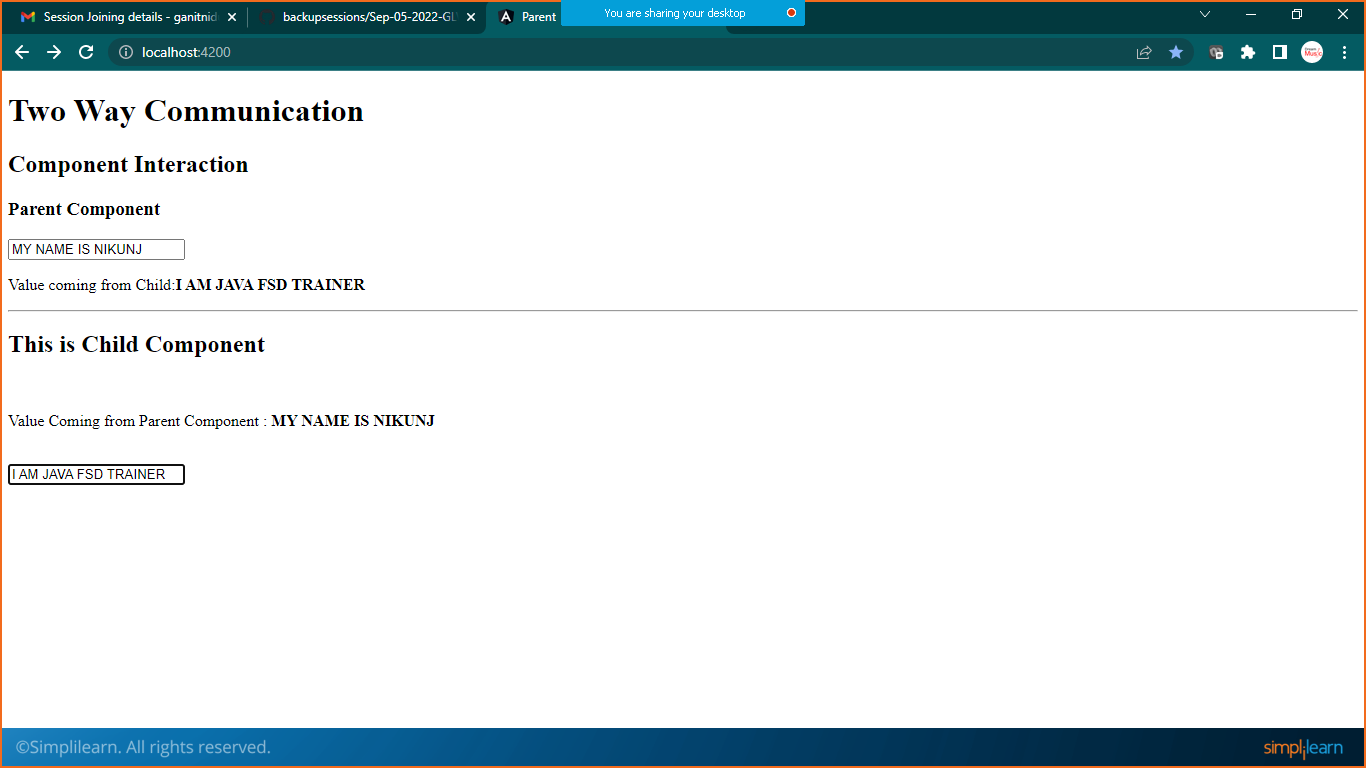 Session Joining details - ganitnid
backupsessions/Sep-05-2022-GL
Parent
You are sharing your desktop
localhost:4200
Two Way Communication
Component Interaction
Parent Component
MY NAME IS NIKUNJ
Value coming from Child:I AM JAVA FSD TRAINER
This is Child Component
Value Coming from Parent Component : MY NAME IS NIKUNJ
I AM JAVA FSD TRAINER
©Simplilearn. All rights reserved.
simplilearn